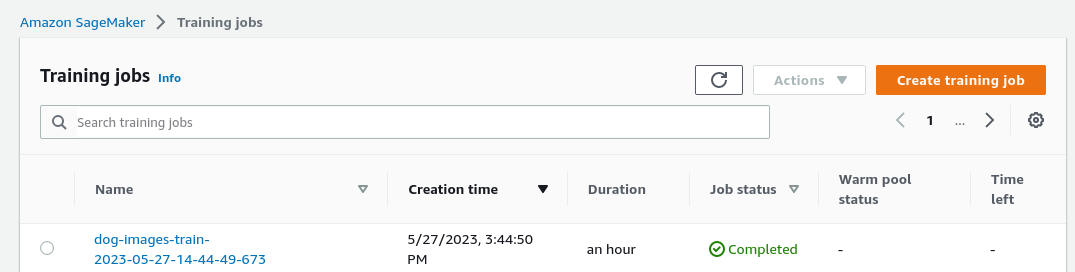 Amazon SageMaker > Training jobs
Training jobs Info
Actions
Create training job
Search training jobs
1 ...
Name
Creation time
Duration
Job status
Warm pool
status
Time
left
dog-images-train-
2023-05-27-14-44-49-673
5/27/2023, 3:44:50
PM
an hour
Completed
-
-